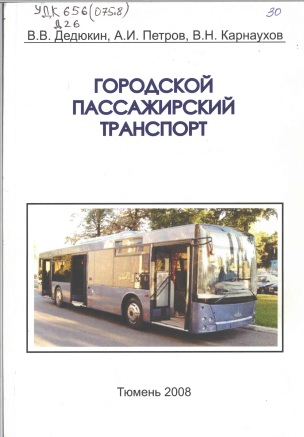 УДК 656(075.8)
Д 26
30
В.В. Дедюкин, А.И. Петров, В.Н. Карнаухов
ГОРОДСКОЙ
ПАССАЖИРСКИЙ
ТРАНСПОРТ
Тюмень 2008